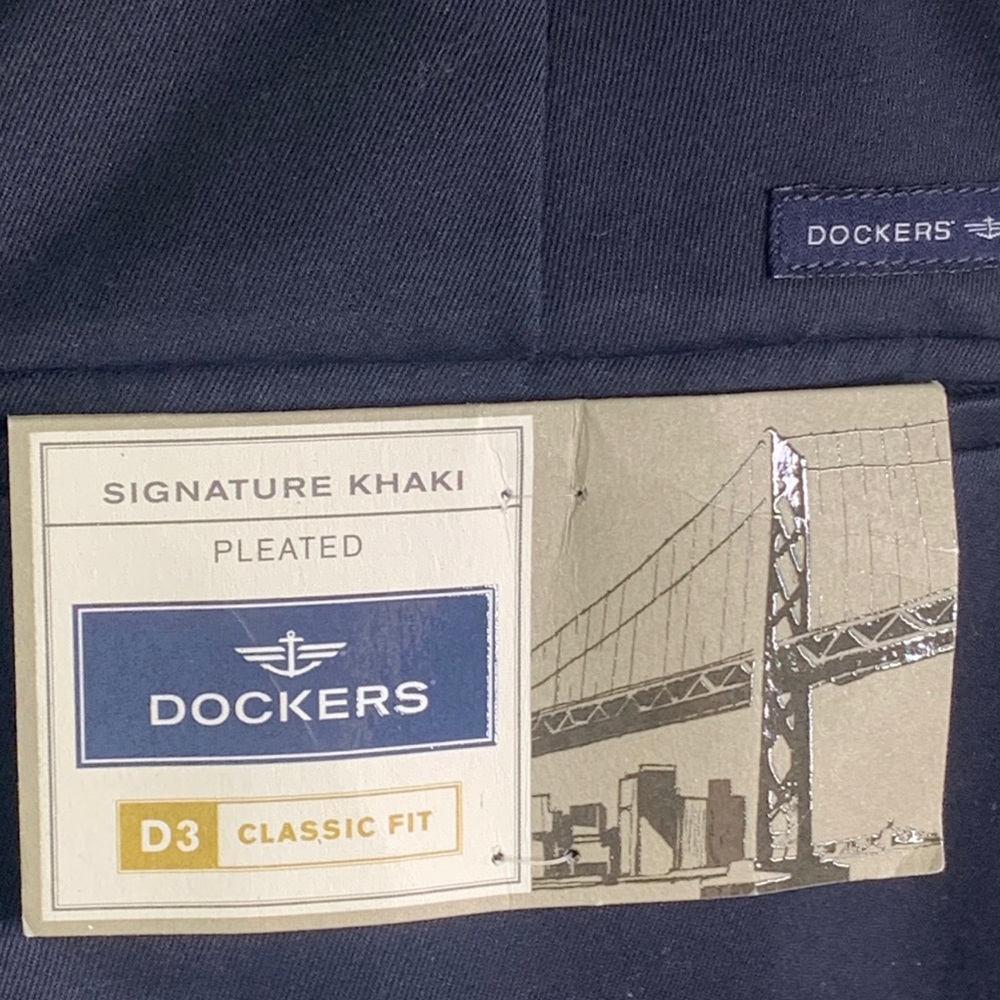 DOCKERS
SIGNATURE KHAKI
PLEATED
DOCKERS
D3 CLASSIC FIT